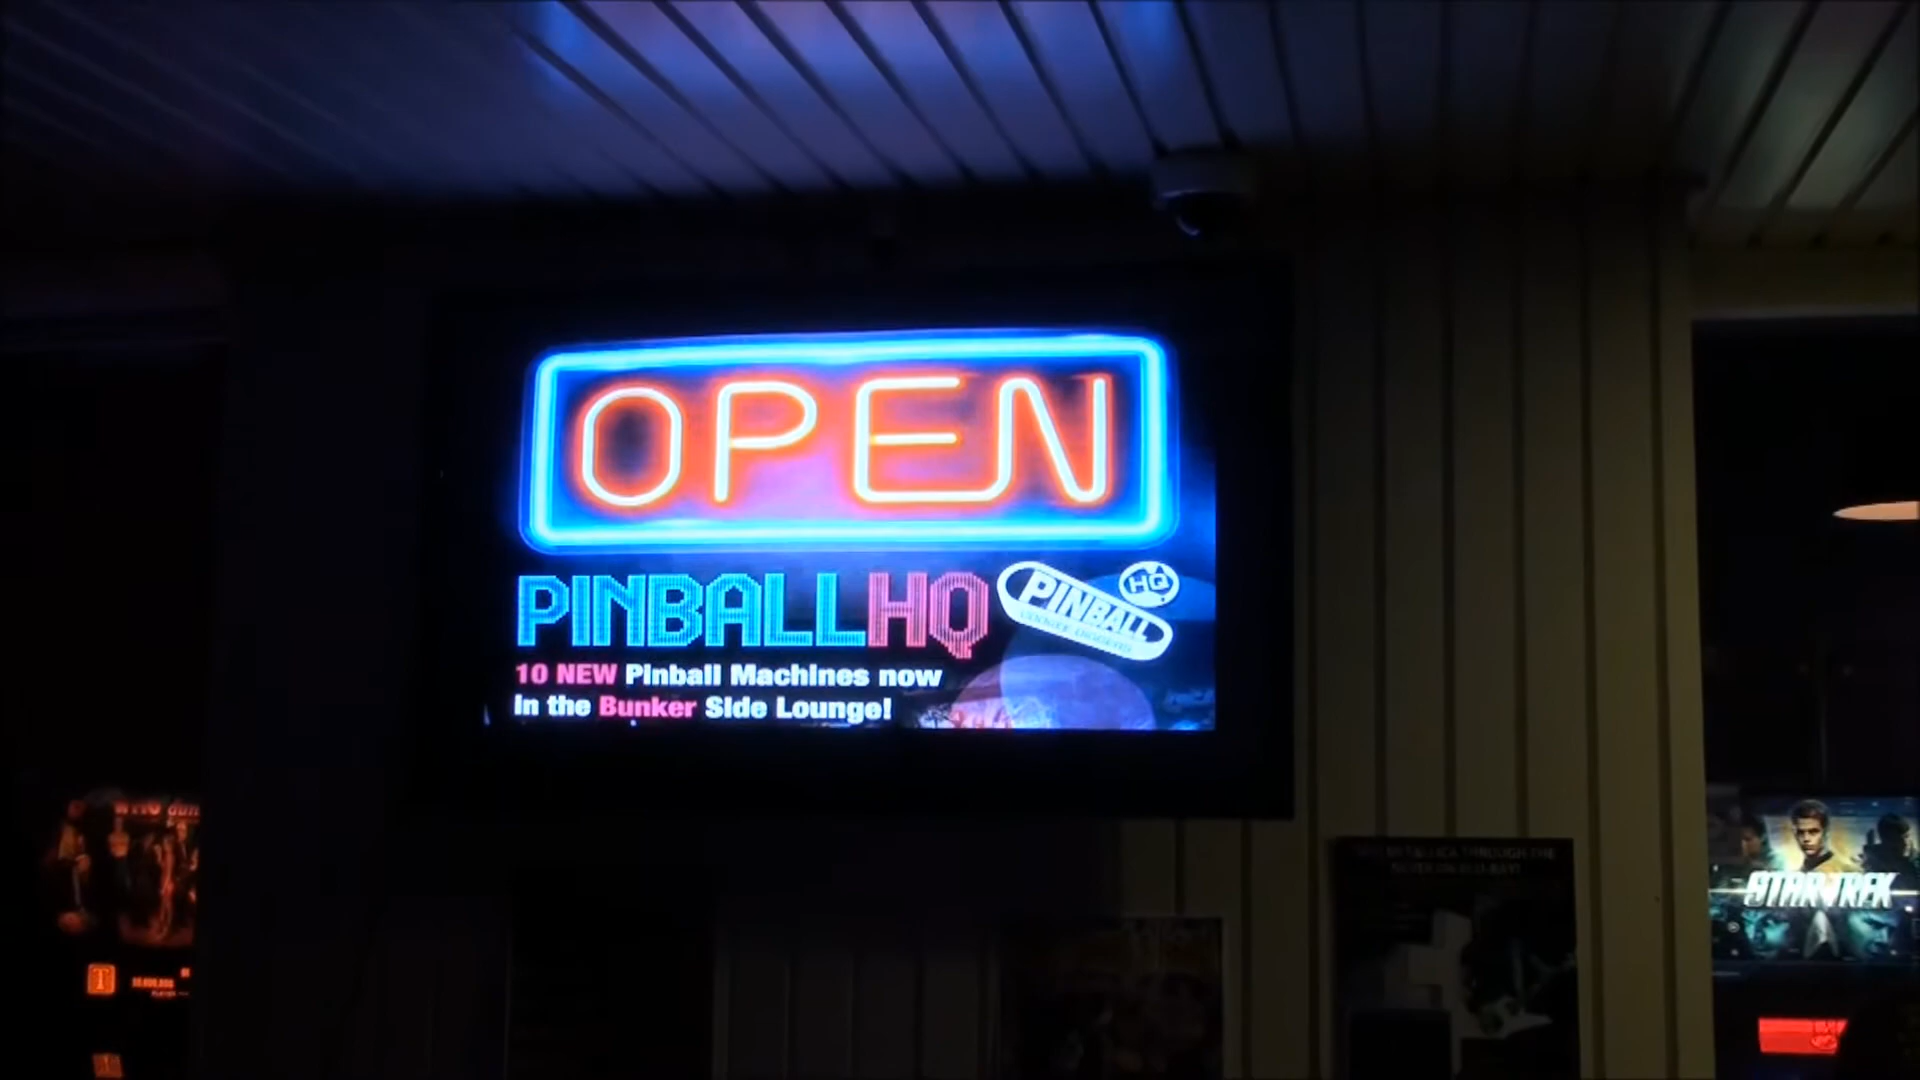 OPEN
PINBALLHQ
PINBALL
HQ
10 NEW Pinball Machines now
in the Bunker Side Lounge!
STAR TREK